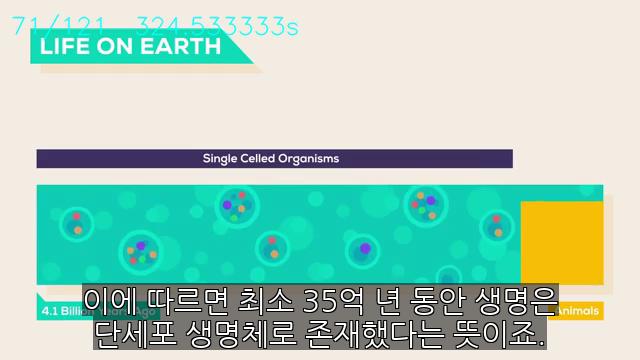 71/121 324.533333s
LIFE ON EARTH
Single Celled Organisms
4.1 Billion Years Ago
Animals
이에 따르면 최소 35억 년 동안 생명은
단세포 생명체로 존재했다는 뜻이죠.